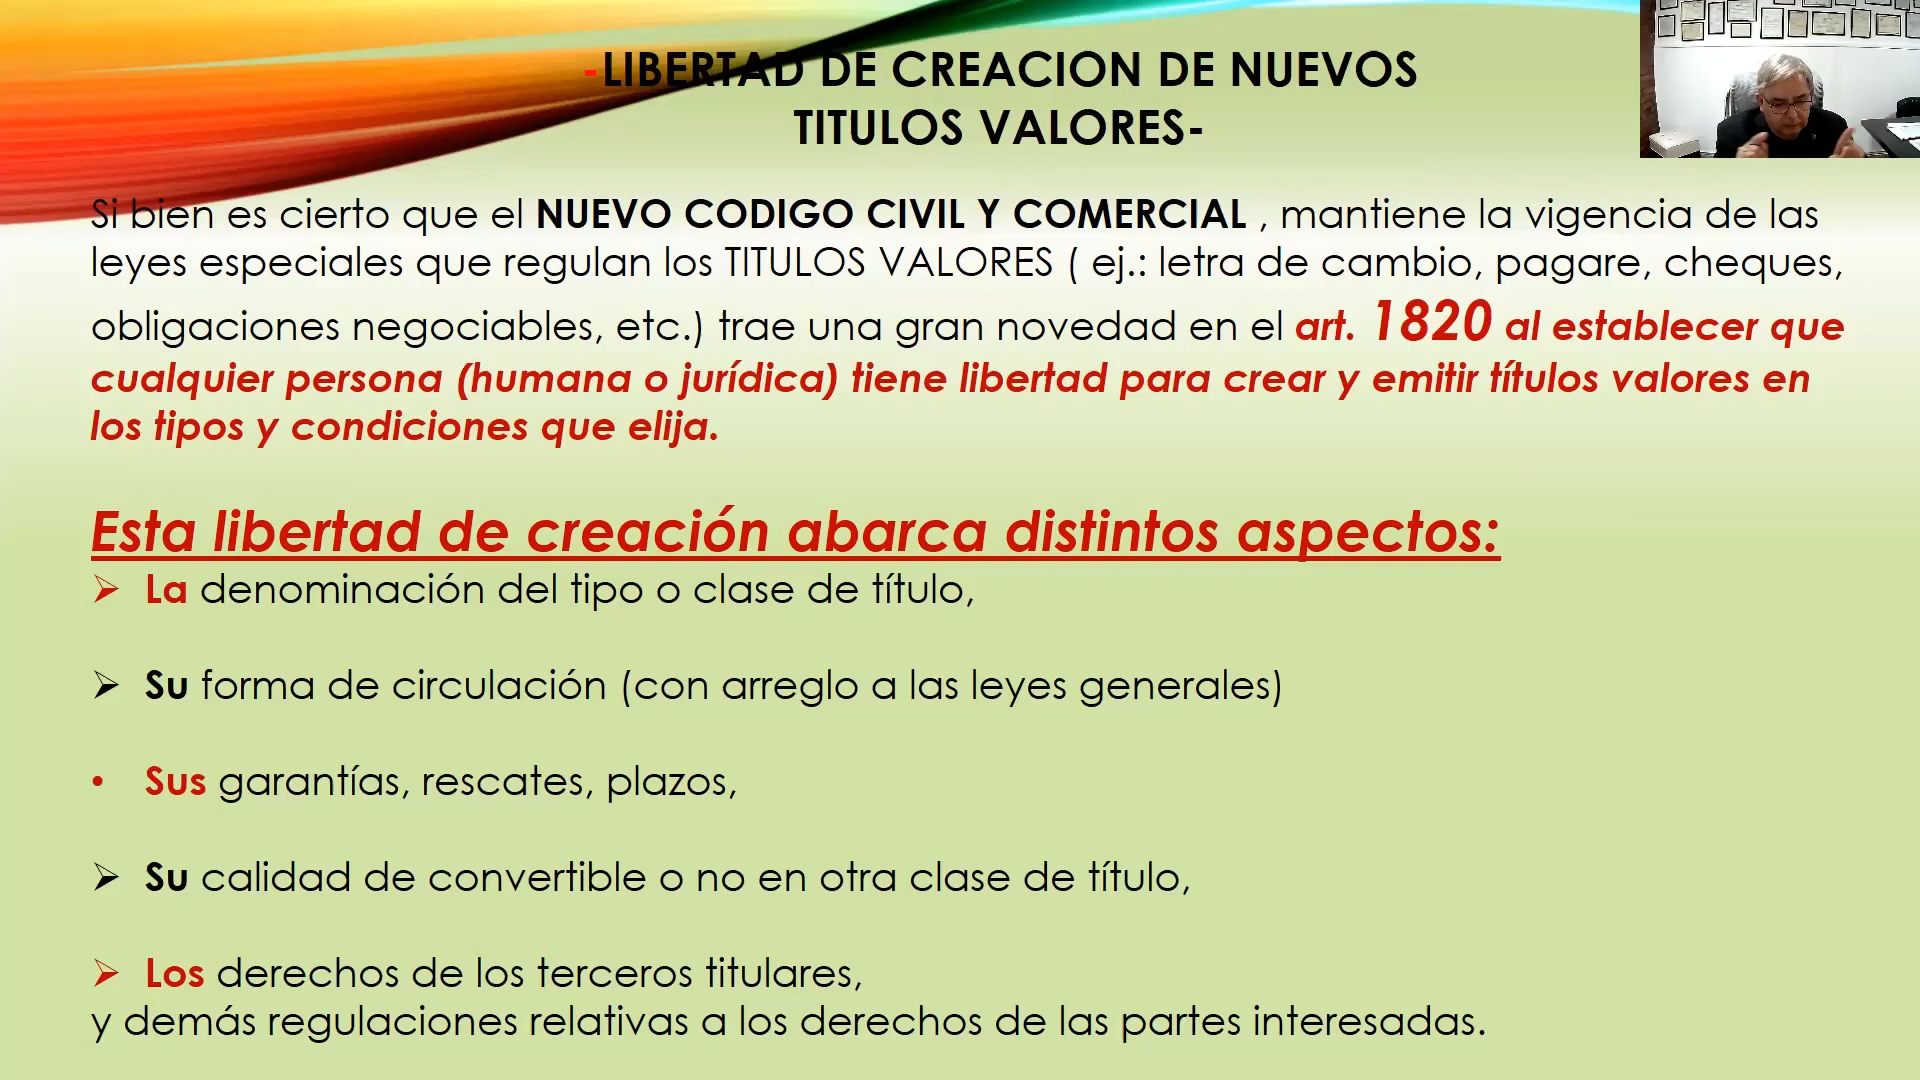 -LIBERTAD DE CREACION DE NUEVOS
TITULOS VALORES-
Si bien es cierto que el NUEVO CODIGO CIVIL Y COMERCIAL , mantiene la vigencia de las
leyes especiales que regulan los TITULOS VALORES ( ej.: letra de cambio, pagare, cheques,
obligaciones negociables, etc.) trae una gran novedad en el art. 1820 al establecer que
cualquier persona (humana o jurídica) tiene libertad para crear y emitir títulos valores en
los tipos y condiciones que elija.
Esta libertad de creación abarca distintos aspectos:
➢ La denominación del tipo o clase de título,
➢ Su forma de circulación (con arreglo a las leyes generales)
• Sus garantías, rescates, plazos,
➢ Su calidad de convertible o no en otra clase de título,
➢ Los derechos de los terceros titulares,
y demás regulaciones relativas a los derechos de las partes interesadas.